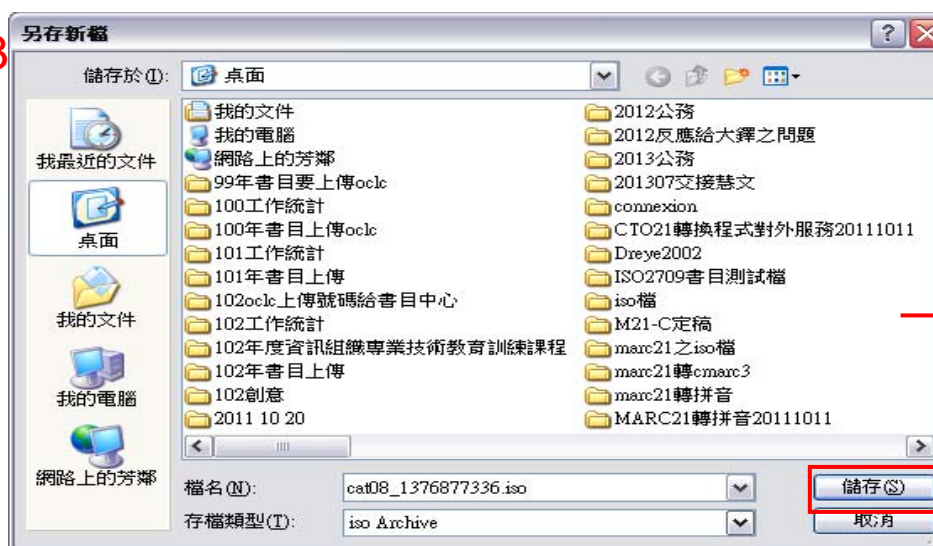 另存新檔
3
儲存於(I):
桌面
我最近的文件
桌面
我的文件
我的電腦
網路上的芳鄰
我的文件
我的電腦
網路上的芳鄰
99年書目要上傳oclc
100工作統計
100年書目上傳oclc
101工作統計
101年書目上傳
102oclc上傳號碼給書目中心
102工作統計
102年度資訊組織專業技術教育訓練課程
102年書目上傳
102創意
2011 10 20
2012公務
2012反應給大鐸之問題
2013公務
201307交接慧文
connexion
CTO21轉換程式對外服務20111011
Dreye2002
ISO2709書目測試檔
iso檔
M21-C定稿
marc21之iso檔
marc21轉cmarc3
marc21轉拼音
MARC21轉拼音20111011
檔名(N):
cat08_1376877336.iso
儲存(S)
存檔類型(T):
iso Archive
取消